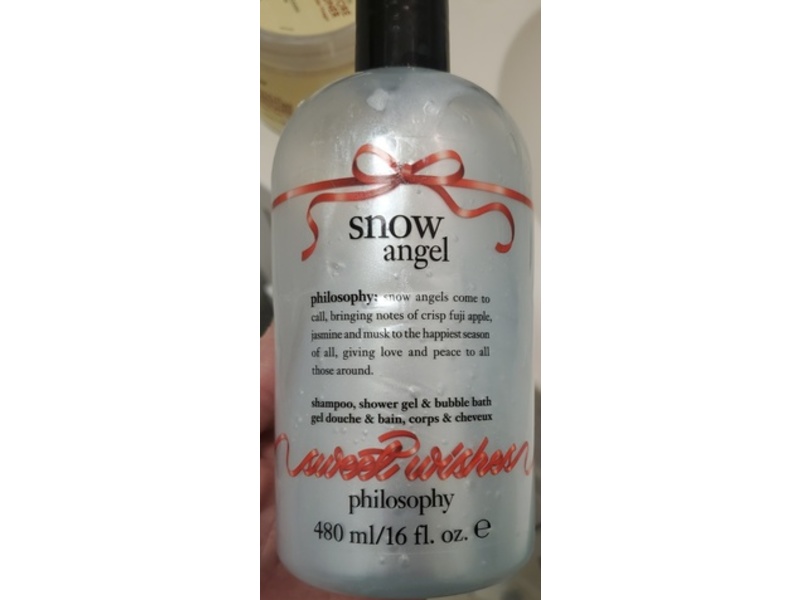 snow
angel
philosophy: snow angels come to
call, bringing notes of crisp fuji apple,
jasmine and musk to the happiest season
of all, giving love and peace to all
those around.
shampoo, shower gel & bubble bath
gel douche & bain, corps & cheveux
sweet wishes
philosophy
480 ml/16 fl. oz. e